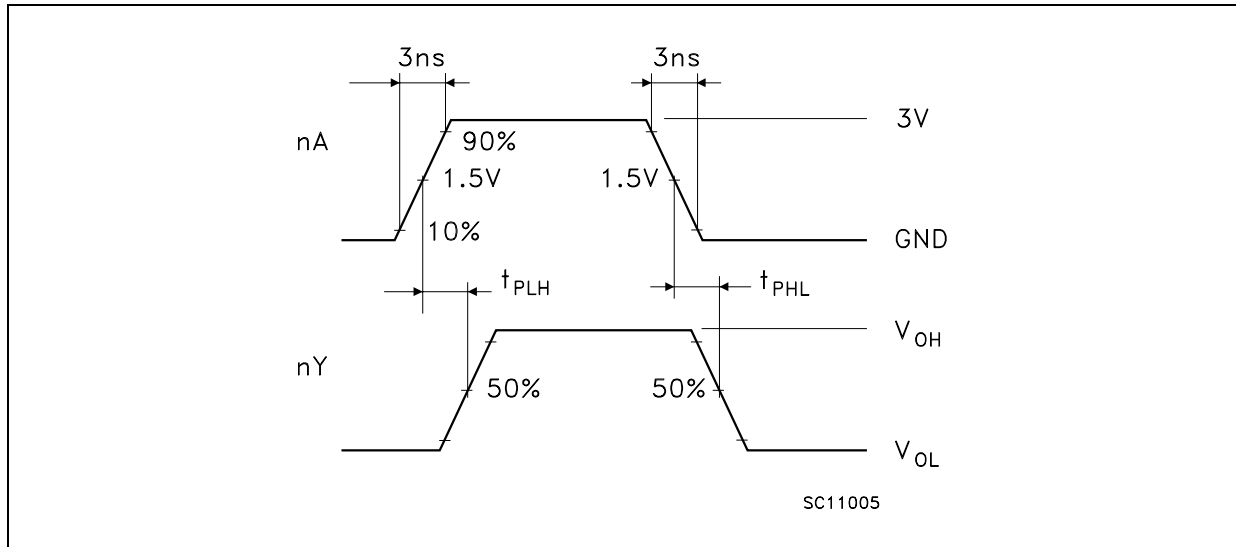 3ns 3ns
nA 3V
90%
1.5V 1.5V
10% GND
tPLH tPHL
nY VOH
50% 50%
VOL
SC11005